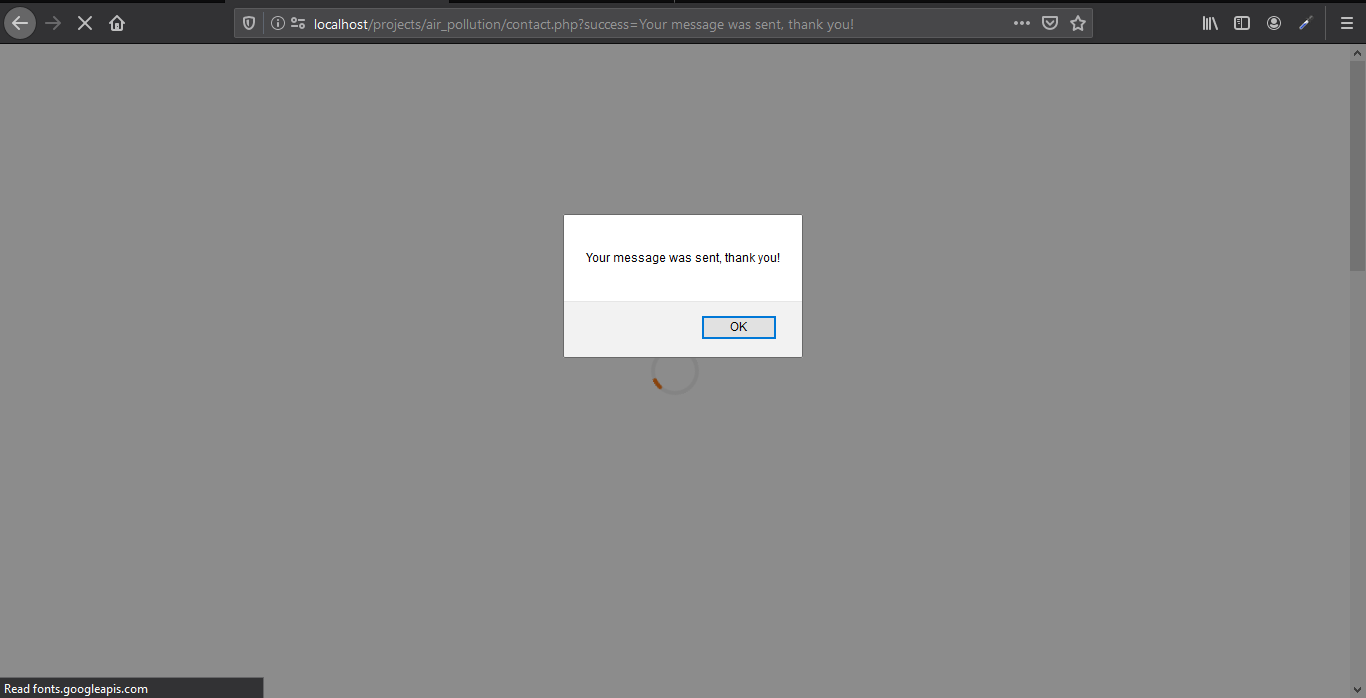 localhost/projects/air_pollution/contact.php?success=Your message was sent, thank you!
Your message was sent, thank you!
OK
Read fonts.googleapis.com